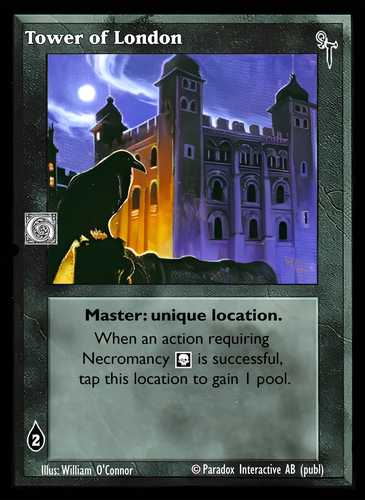 Tower of London
Master: unique location.
When an action requiring
Necromancy is successful,
tap this location to gain 1 pool.
2
Illus: William O'Connor
© Paradox Interactive AB (publ)